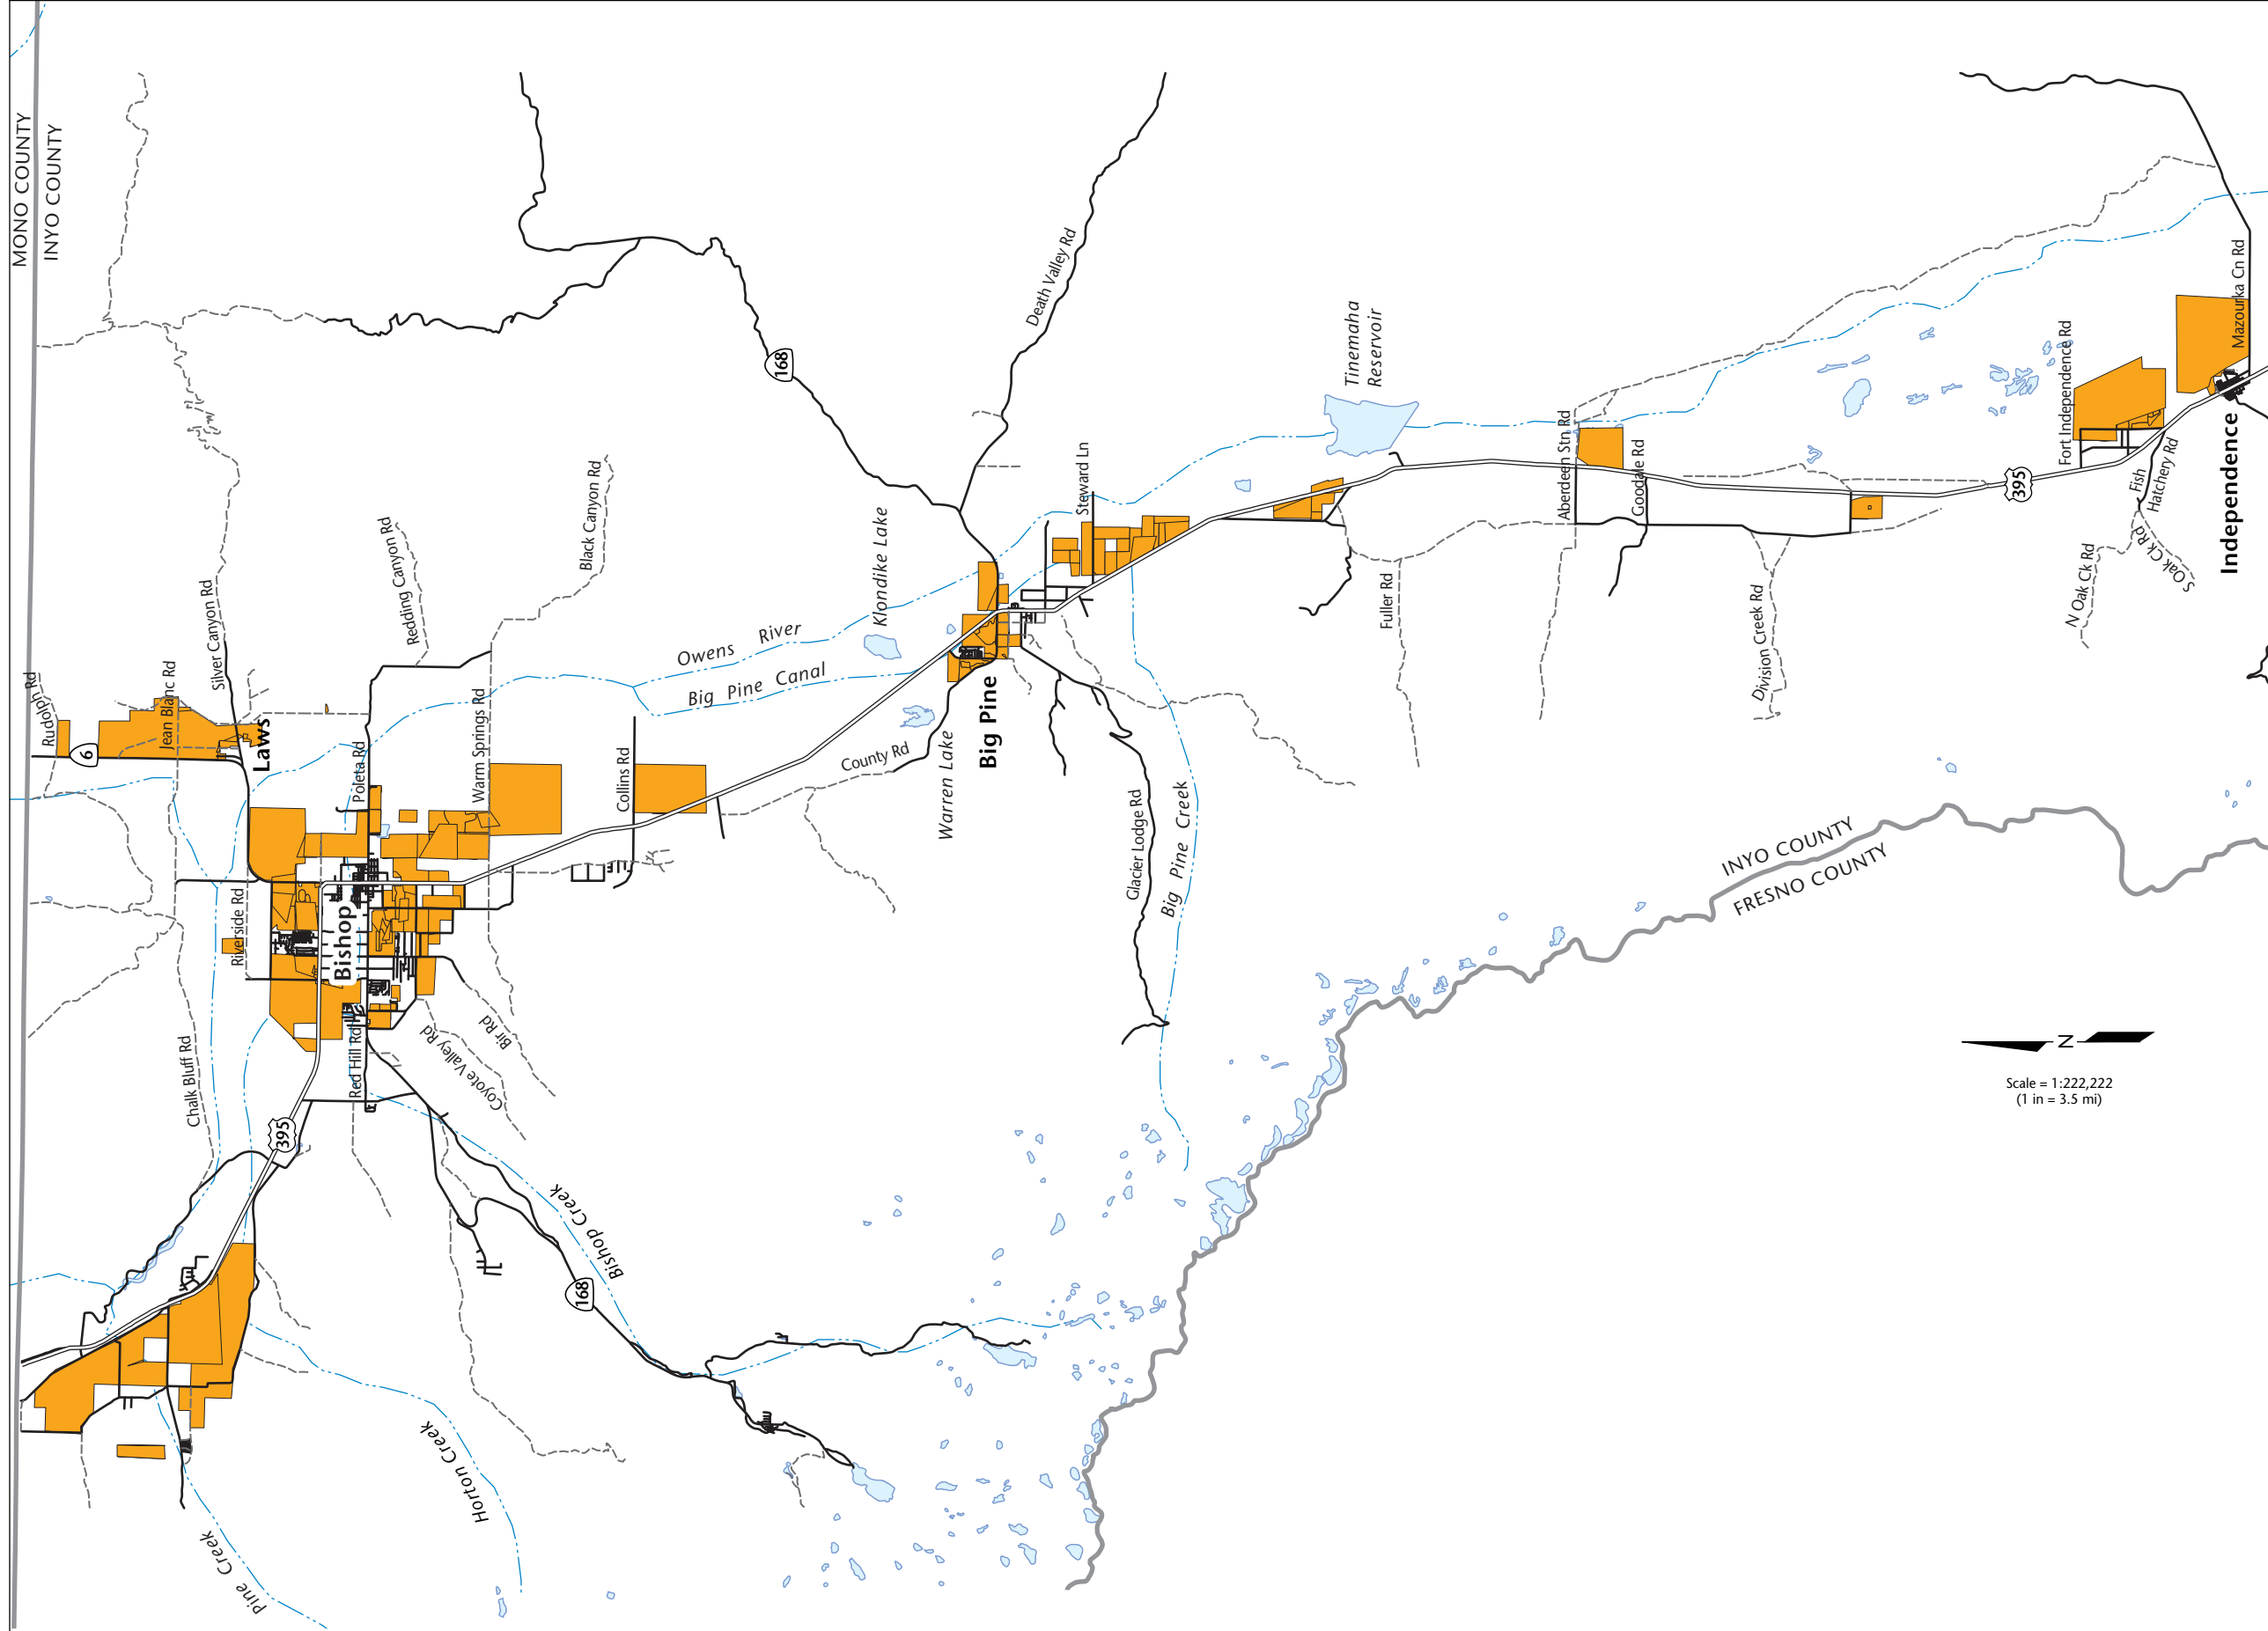 MONO COUNTY
INYO COUNTY
Rudolph Rd
6
Jean Blanc Rd
Silver Canyon Rd
Laws
Redding Canyon Rd
Black Canyon Rd
Poleta Rd
Warm Springs Rd
Collins Rd
Riverside Rd
Bishop
Chalk Bluff Rd
Red Hill Rd
Coyote Valley Rd
Bir Rd
395
Bishop Creek
168
Horton Creek
Pine Creek
168
Death Valley Rd
Klondike Lake
Owens River
Big Pine Canal
County Rd
Warren Lake
Big Pine
Steward Ln
Glacier Lodge Rd
Big Pine Creek
Tinemaha
Reservoir
Fuller Rd
Aberdeen Stn Rd
Goodale Rd
Division Creek Rd
395
Fort Independence Rd
Fish
Hatchery Rd
N Oak Ck Rd
S Oak Ck Rd
Mazourka Cn Rd
Independence
INYO COUNTY
FRESNO COUNTY
N
Scale = 1:222,222
(1 in = 3.5 mi)